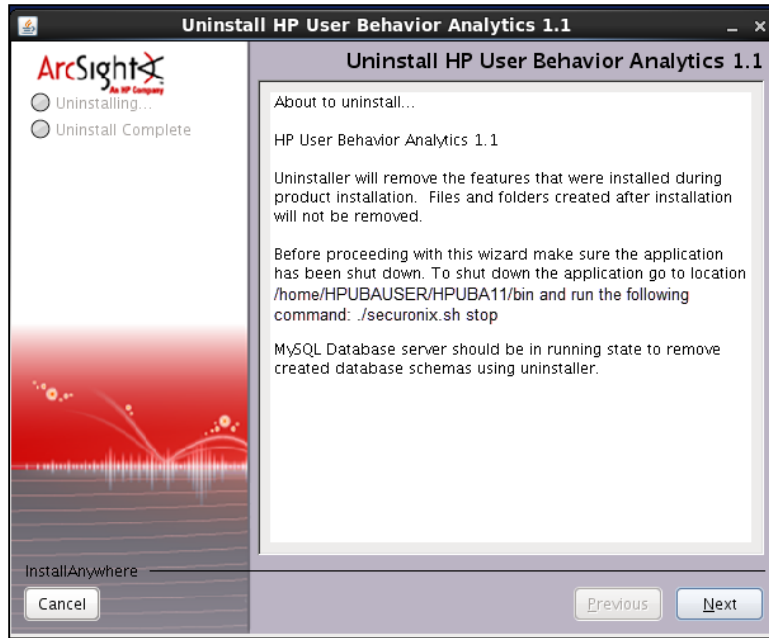 Uninstall HP User Behavior Analytics 1.1
ArcSight
An HP Company
Uninstall HP User Behavior Analytics 1.1
Uninstalling...
Uninstall Complete
About to uninstall...
HP User Behavior Analytics 1.1
Uninstaller will remove the features that were installed during
product installation.  Files and folders created after installation
will not be removed.
Before proceeding with this wizard make sure the application
has been shut down. To shut down the application go to location
/home/HPUBAUSER/HPUBA11/bin and run the following
command: ./securonix.sh stop
MySQL Database server should be in running state to remove
created database schemas using uninstaller.
InstallAnywhere
Cancel
Previous
Next